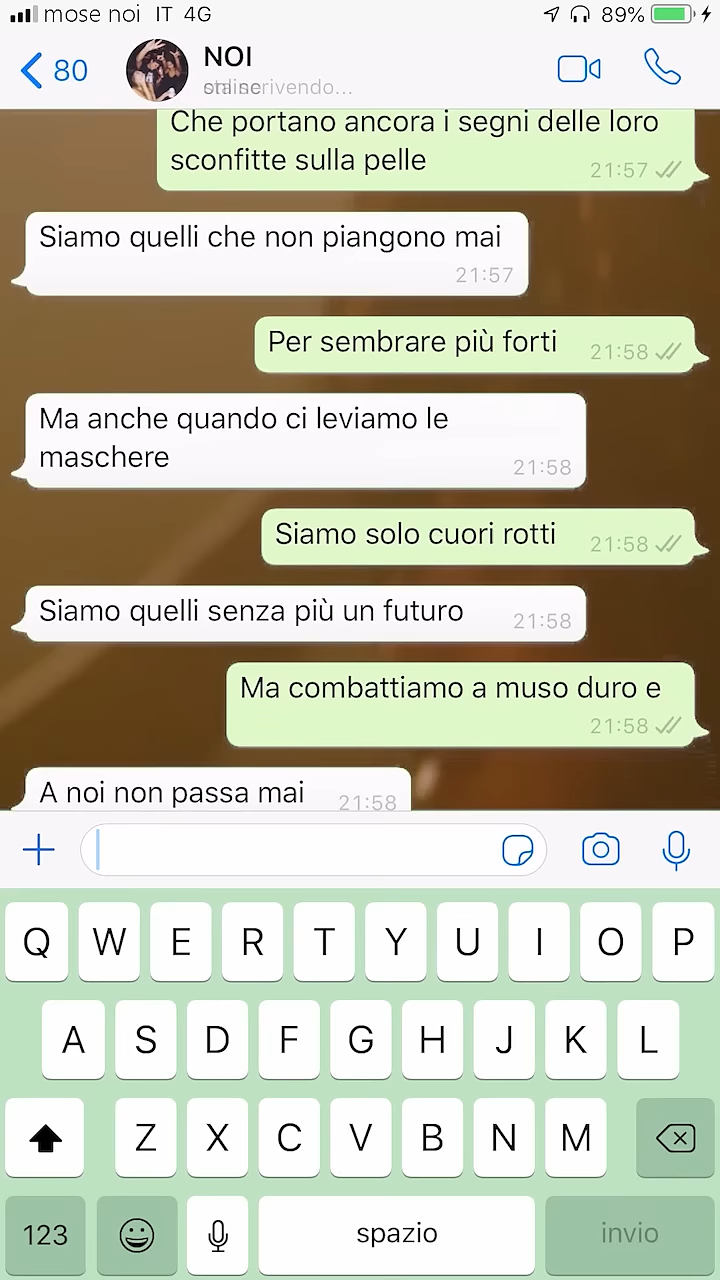 mose noi IT 4G 89%
80 NOI
Che portano ancora i segni delle loro
sconfitte sulla pelle
21:57
Siamo quelli che non piangono mai
21:57
Per sembrare più forti 21:58
Ma anche quando ci leviamo le
maschere
21:58
Siamo solo cuori rotti 21:58
Siamo quelli senza più un futuro 21:58
Ma combattiamo a muso duro e
21:58
A noi non passa mai 21:58
Q W E R T Y U I O P
A S D F G H J K L
Z X C V B N M
123 spazio invio